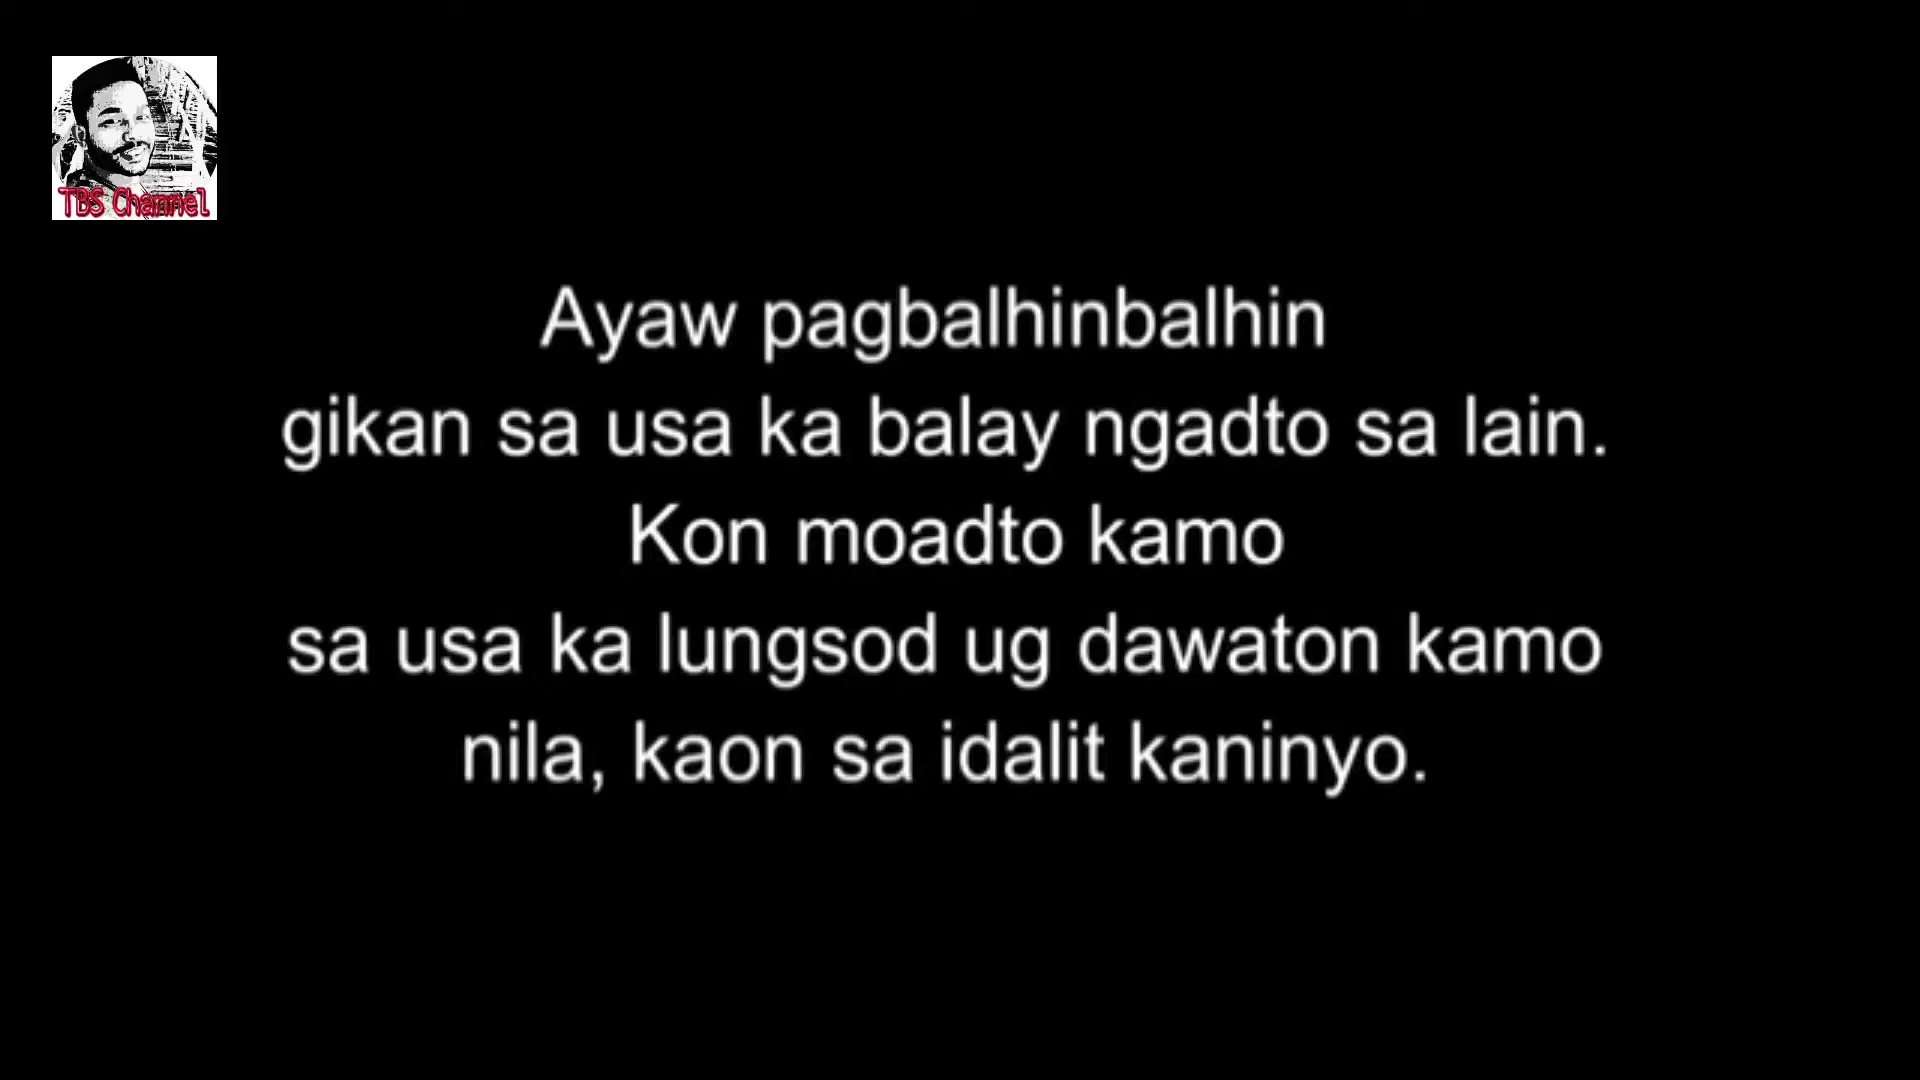 TBS Channel
Ayaw pagbalhinbalhin
gikan sa usa ka balay ngadto sa lain.
Kon moadto kamo
sa usa ka lungsod ug dawaton kamo
nila, kaon sa idalit kaninyo.